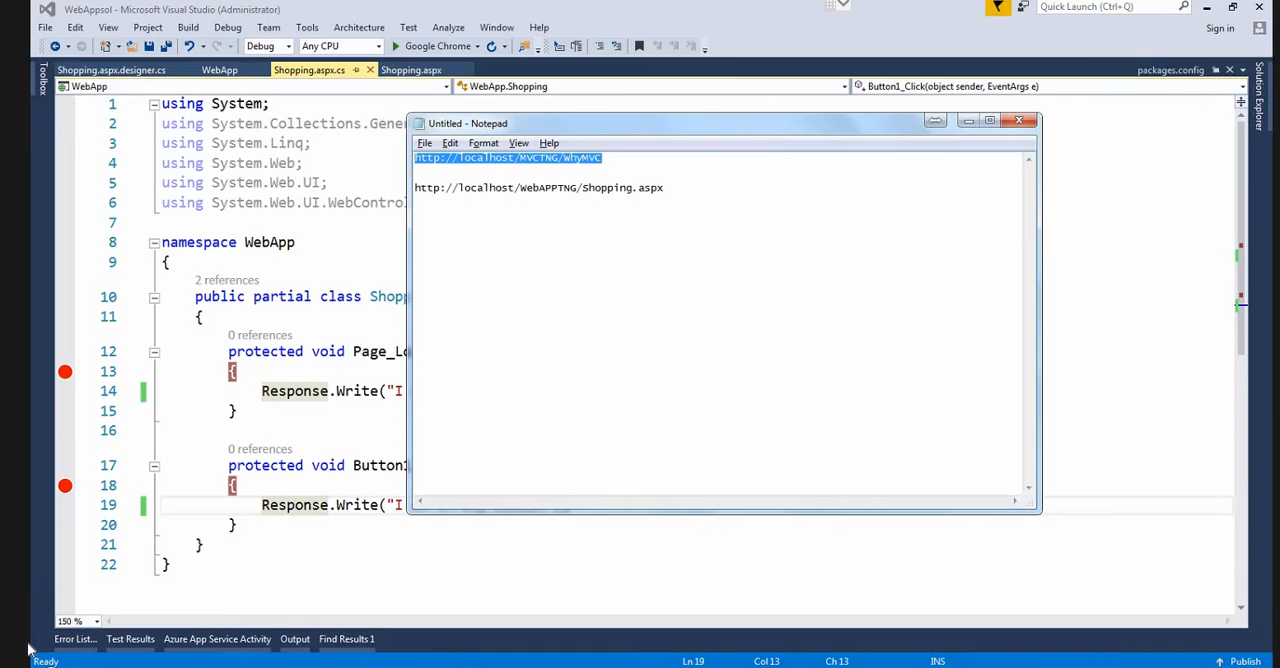 WebAppsol - Microsoft Visual Studio (Administrator)
Quick Launch (Ctrl+Q)
File Edit View Project Build Debug Team Tools Architecture Test Analyze Window Help
Sign in
Debug Any CPU Google Chrome
Shopping.aspx.designer.cs WebApp Shopping.aspx.cs Shopping.aspx packages.config
WebApp WebApp.Shopping Button1_Click(object sender, EventArgs e)
Toolbox
Solution Explorer
1 using System;
2 using System.Collections.Gener
3 using System.Linq;
4 using System.Web;
5 using System.Web.UI;
6 using System.Web.UI.WebControl
7
8 namespace WebApp
9 {
2 references
10 public partial class Shopp
11 {
0 references
12 protected void Page_Lo
13 {
14 Response.Write("I
15 }
16
0 references
17 protected void Button1
18 {
19 Response.Write("I
20 }
21 }
22 }
Untitled - Notepad
File Edit Format View Help
http://localhost/MVCTNG/WhyMVC
http://localhost/WebAPPTNG/Shopping.aspx
150 %
Error List... Test Results Azure App Service Activity Output Find Results 1
Ready Ln 19 Col 13 Ch 13 INS Publish